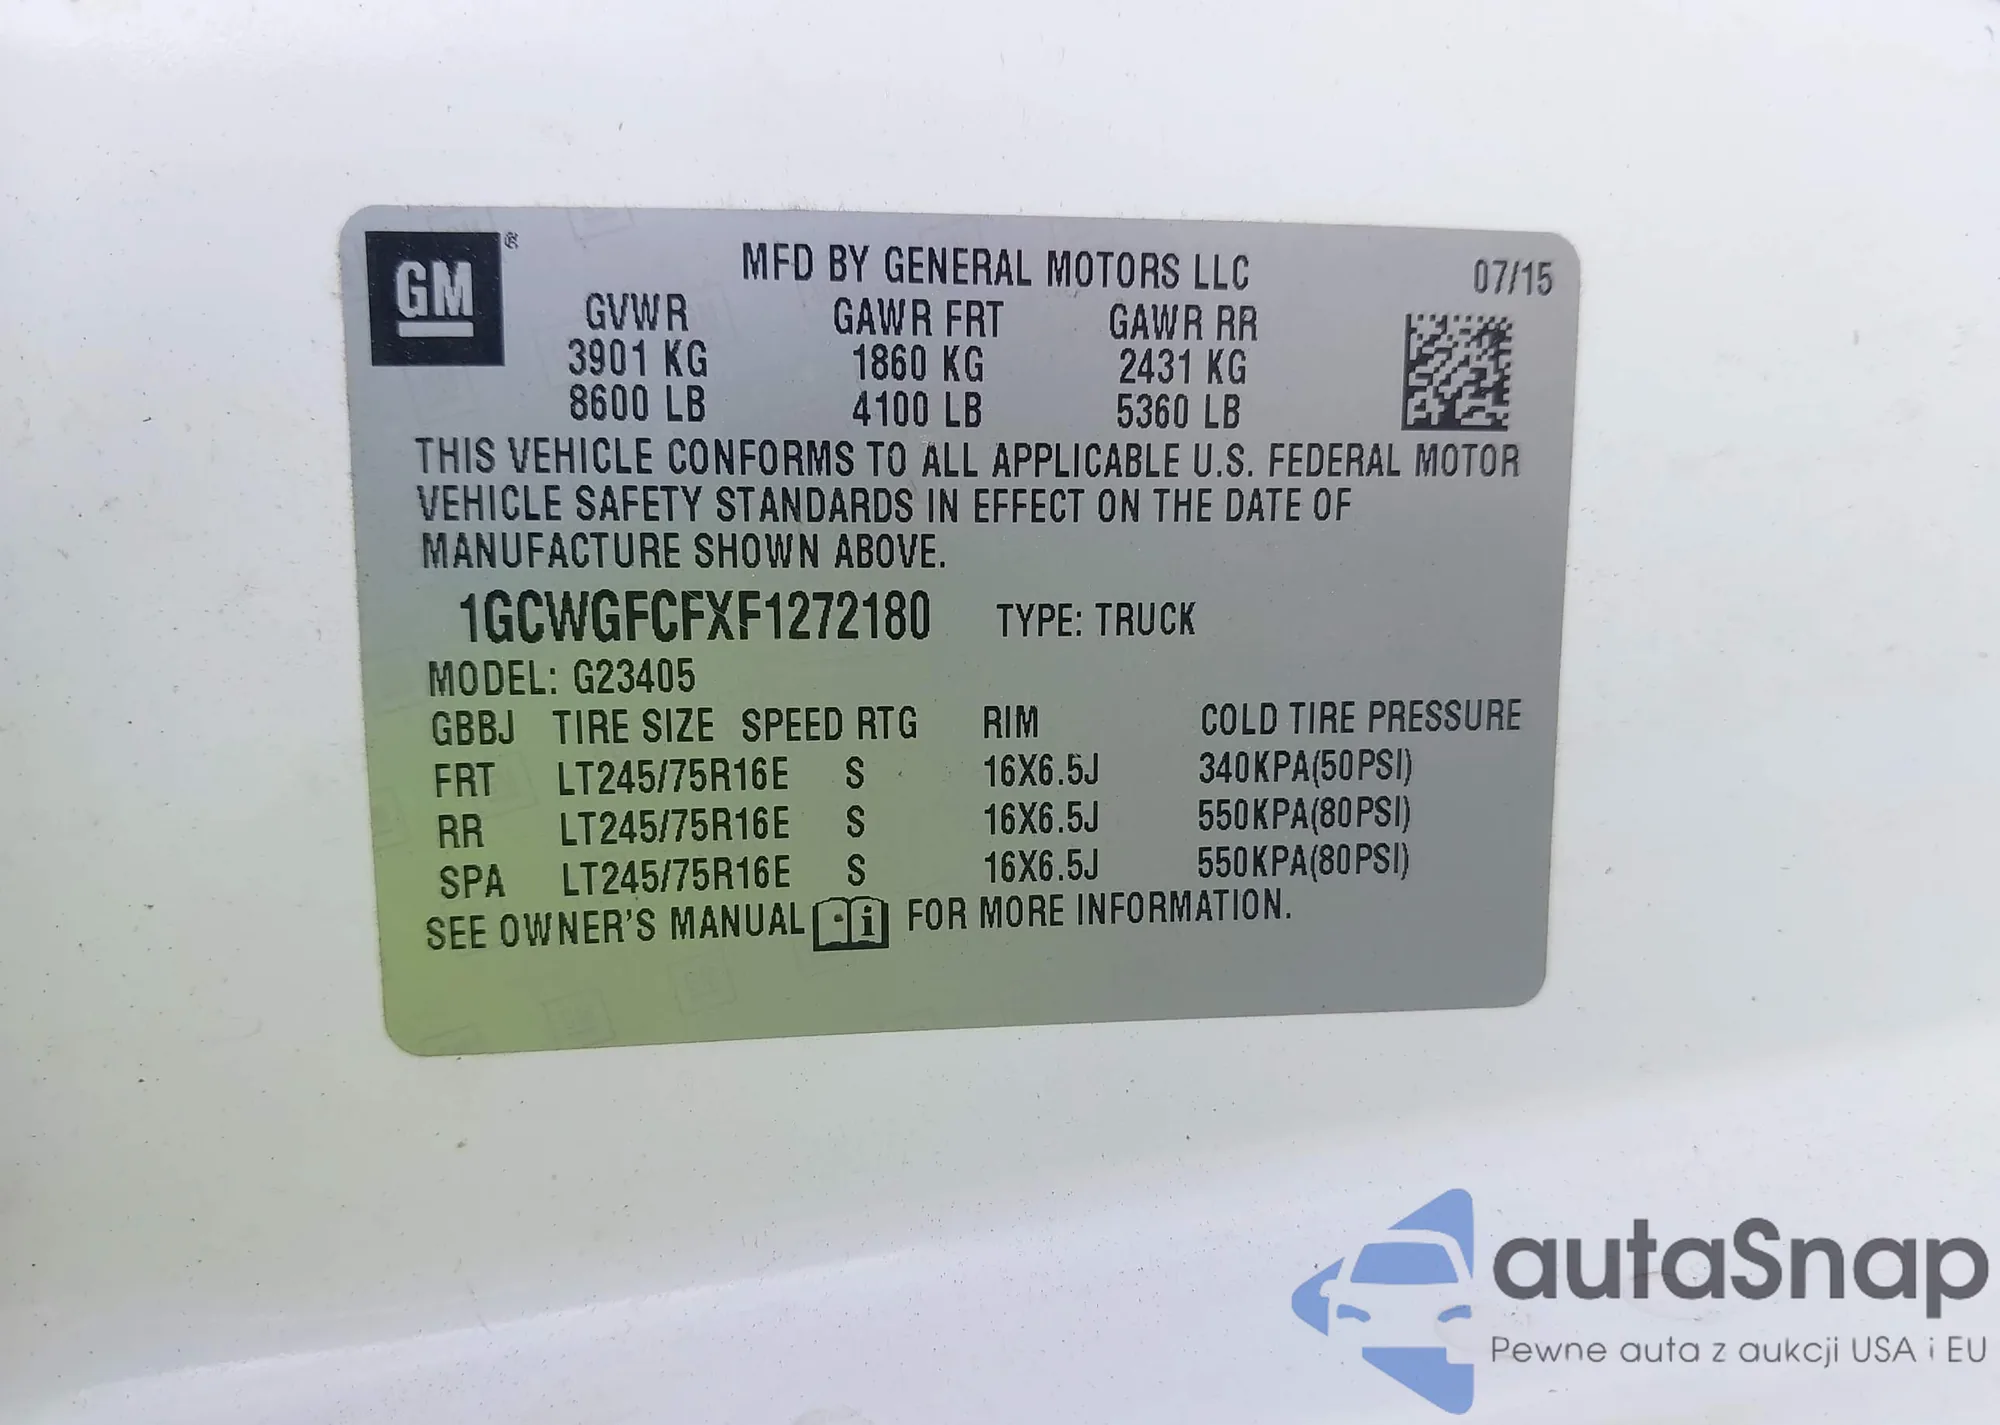 GM®
MFD BY GENERAL MOTORS LLC 07/15
GVWR GAWR FRT GAWR RR
3901 KG 1860 KG 2431 KG
8600 LB 4100 LB 5360 LB
THIS VEHICLE CONFORMS TO ALL APPLICABLE U.S. FEDERAL MOTOR
VEHICLE SAFETY STANDARDS IN EFFECT ON THE DATE OF
MANUFACTURE SHOWN ABOVE.
1GCWGFCFXF1272180 TYPE: TRUCK
MODEL: G23405
GBBJ TIRE SIZE SPEED RTG RIM COLD TIRE PRESSURE
FRT LT245/75R16E S 16X6.5J 340KPA(50PSI)
RR LT245/75R16E S 16X6.5J 550KPA(80PSI)
SPA LT245/75R16E S 16X6.5J 550KPA(80PSI)
SEE OWNER'S MANUAL i FOR MORE INFORMATION.
autaSnap
Pewne auta z aukcji USA i EU